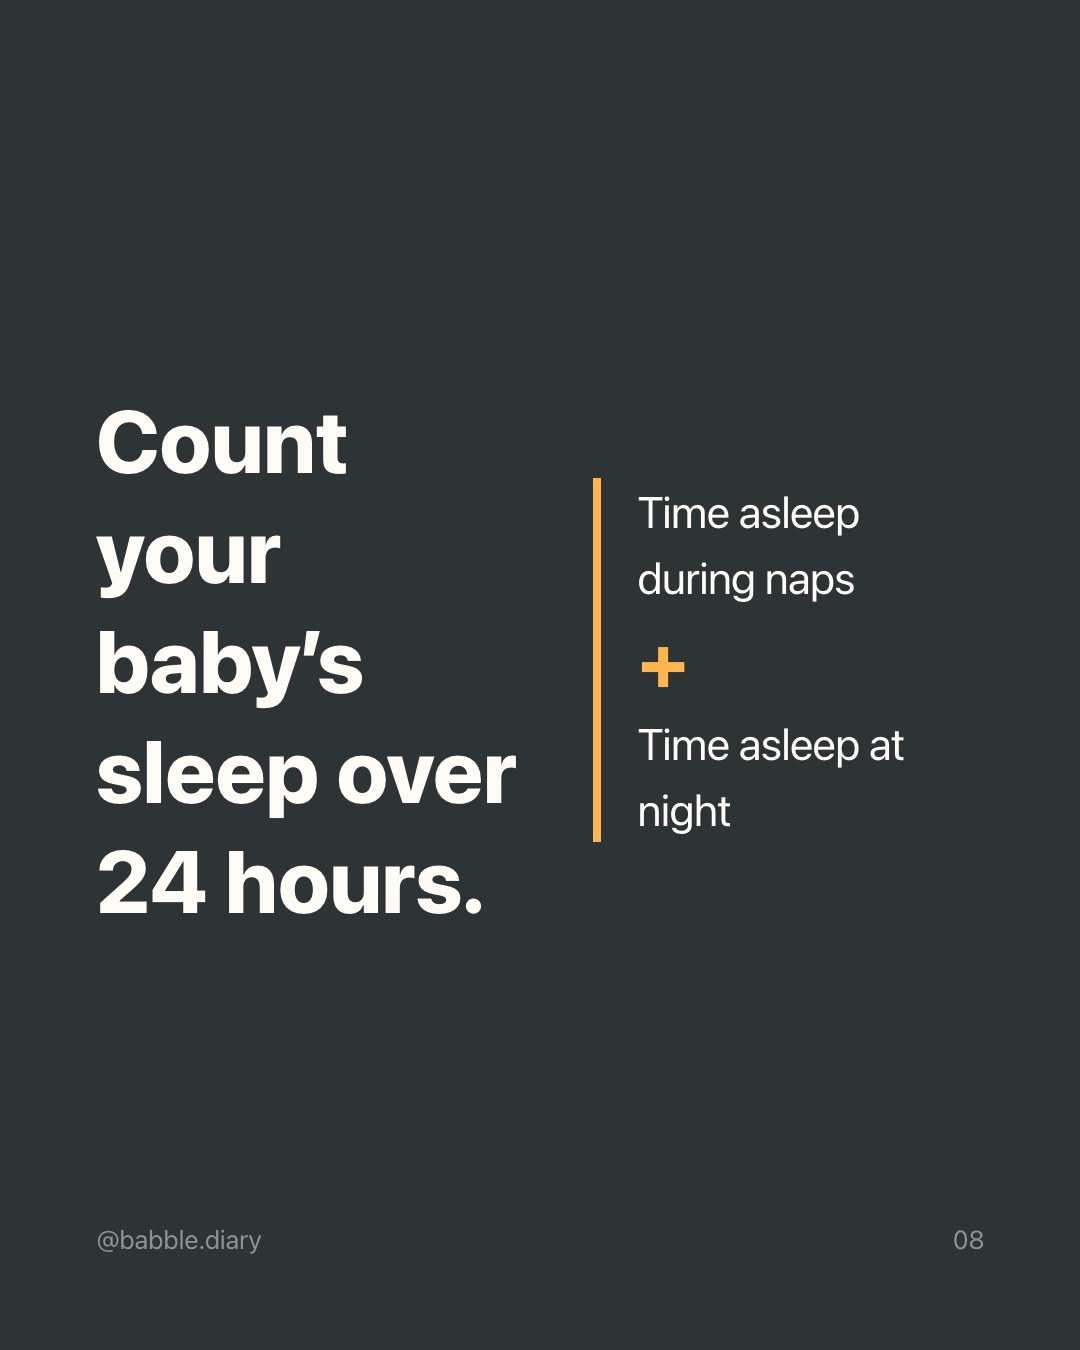 Count
your
baby’s
sleep over
24 hours.
Time asleep
during naps
+
Time asleep at
night
@babble.diary
08